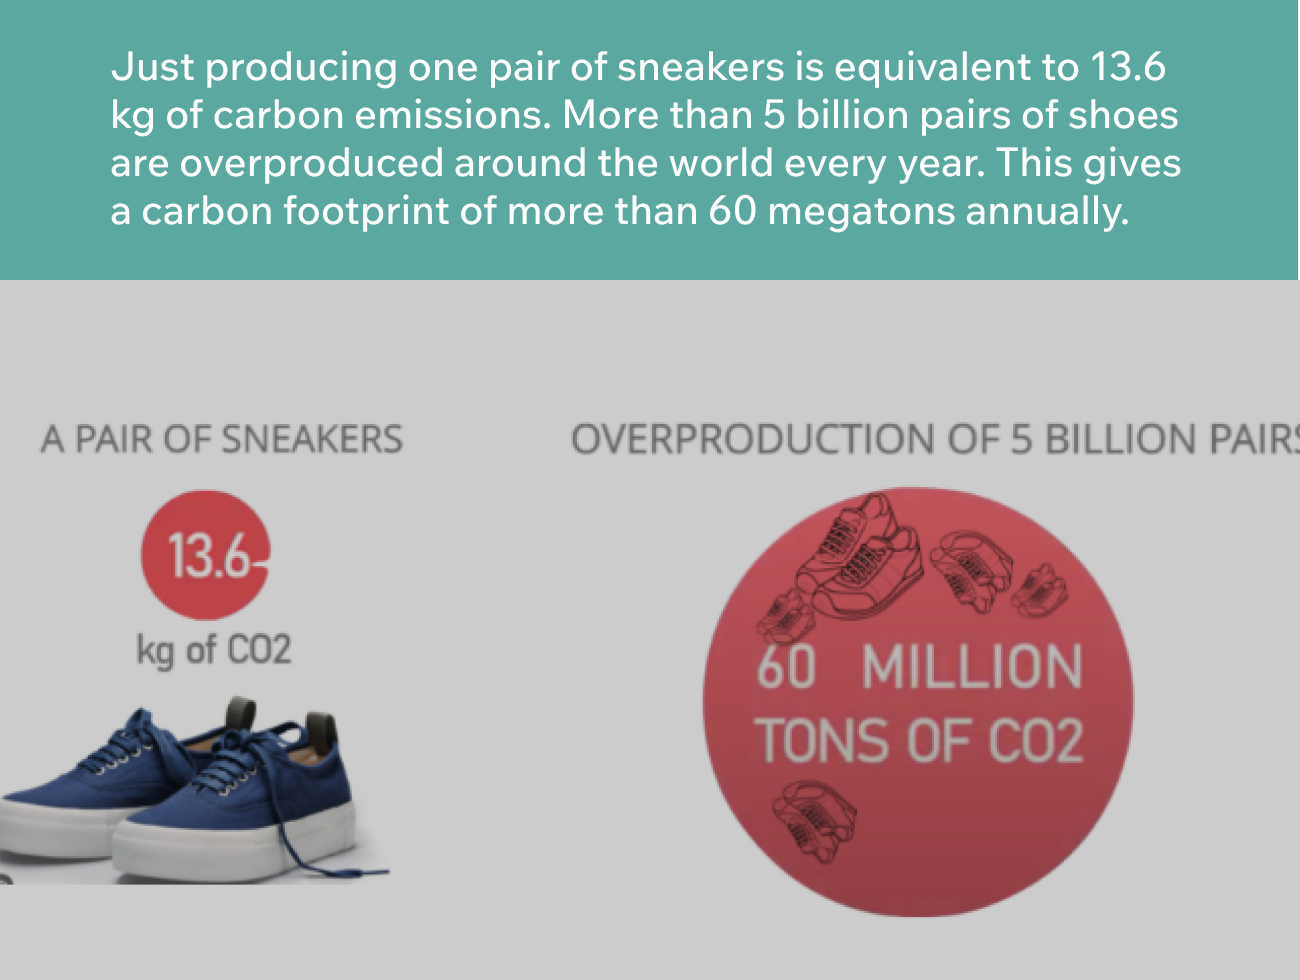 Just producing one pair of sneakers is equivalent to 13.6
kg of carbon emissions. More than 5 billion pairs of shoes
are overproduced around the world every year. This gives
a carbon footprint of more than 60 megatons annually.
A PAIR OF SNEAKERS
OVERPRODUCTION OF 5 BILLION PAIRS
13.6
kg of CO2
60 MILLION
TONS OF CO2